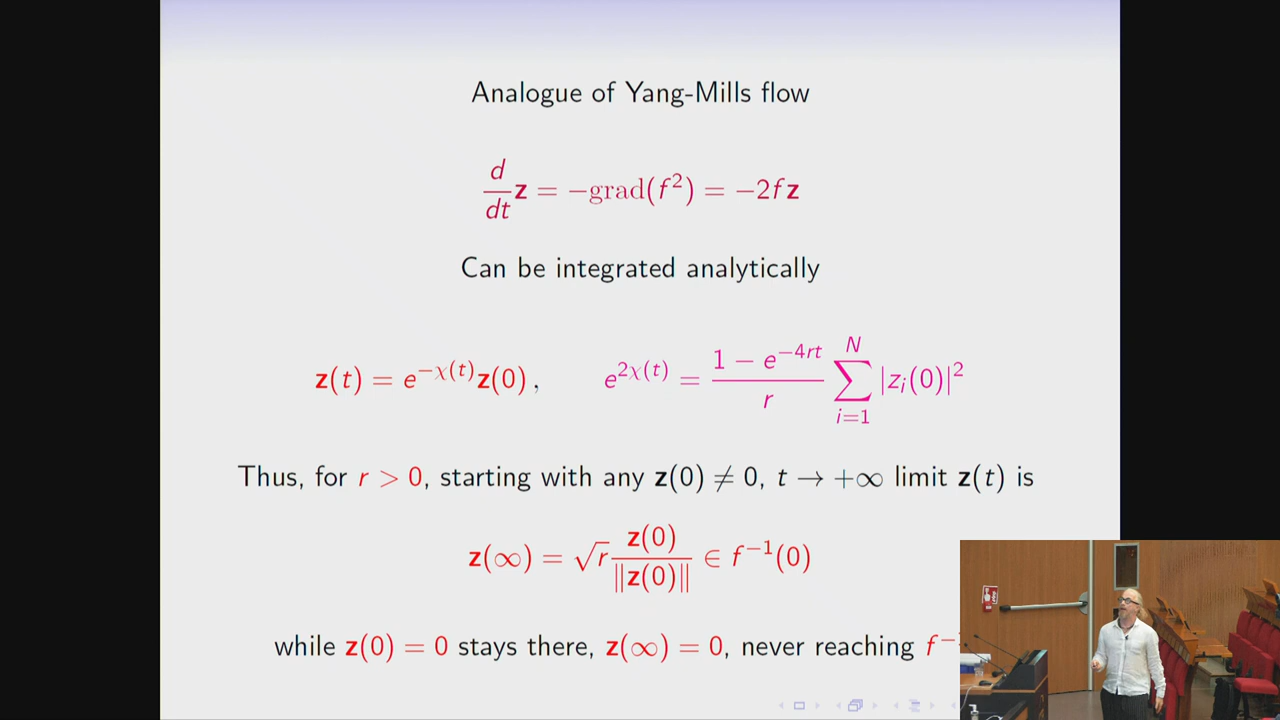 Analogue of Yang-Mills flow
d/dt z = −grad(f²) = −2fz
Can be integrated analytically
z(t) = e^{−χ(t)}z(0) , e^{2χ(t)} = (1 − e^{−4rt})/r ∑_{i=1}^{N} |z_i(0)|²
Thus, for r > 0, starting with any z(0) ≠ 0, t → +∞ limit z(t) is
z(∞) = √r z(0)/‖z(0)‖ ∈ f⁻¹(0)
while z(0) = 0 stays there, z(∞) = 0, never reaching f⁻